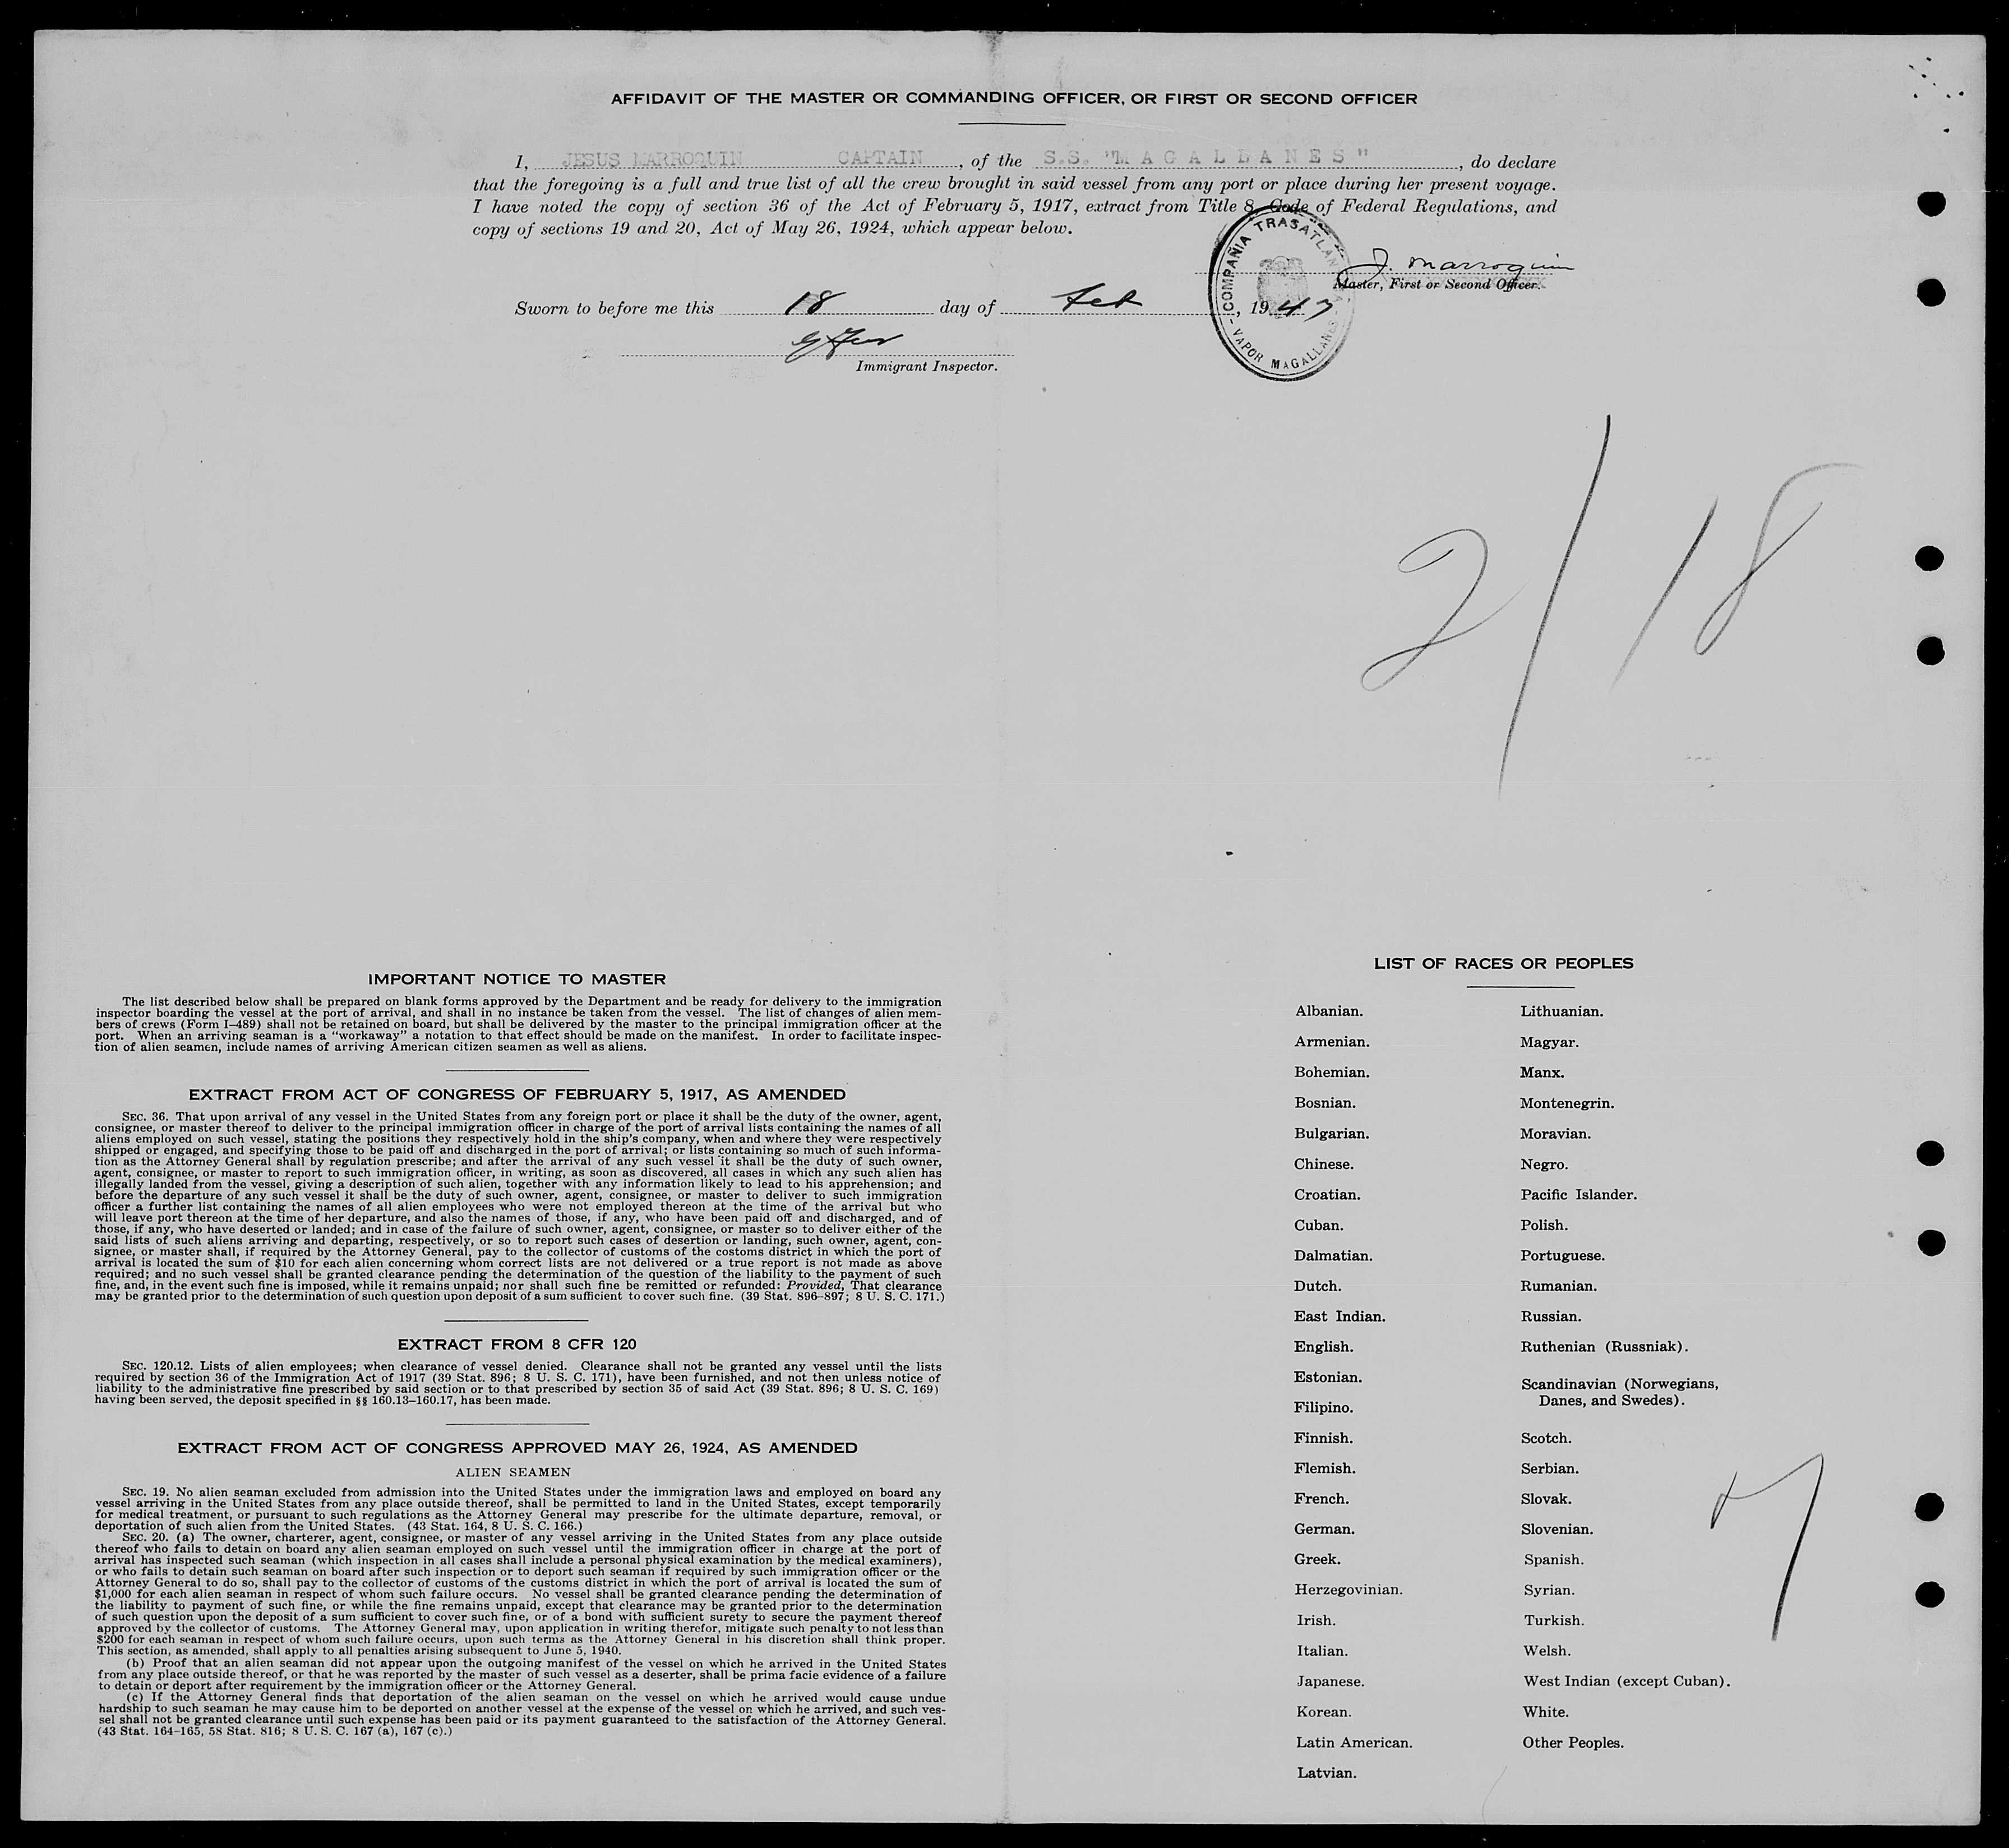 AFFIDAVIT OF THE MASTER OR COMMANDING OFFICER, OR FIRST OR SECOND OFFICER
I, JESUS MARROQUIN CAPTAIN, of the S.S. "M A G A L L A N E S", do declare
that the foregoing is a full and true list of all the crew brought in said vessel from any port or place during her present voyage.
I have noted the copy of section 36 of the Act of February 5, 1917, extract from Title 8, Code of Federal Regulations, and
copy of sections 19 and 20, Act of May 26, 1924, which appear below.
COMPAÑIA TRASATLAN
VAPOR MAGALLANES
J. Marroquin
Master, First or Second Officer.
Sworn to before me this 18 day of Feb, 1947
Immigrant Inspector.
2/18
IMPORTANT NOTICE TO MASTER
The list described below shall be prepared on blank forms approved by the Department and be ready for delivery to the immigration
inspector boarding the vessel at the port of arrival, and shall in no instance be taken from the vessel. The list of changes of alien mem-
bers of crews (Form I-489) shall not be retained on board, but shall be delivered by the master to the principal immigration officer at the
port. When an arriving seaman is a "workaway" a notation to that effect should be made on the manifest. In order to facilitate inspec-
tion of alien seamen, include names of arriving American citizen seamen as well as aliens.
EXTRACT FROM ACT OF CONGRESS OF FEBRUARY 5, 1917, AS AMENDED
SEC. 36. That upon arrival of any vessel in the United States from any foreign port or place it shall be the duty of the owner, agent,
consignee, or master thereof to deliver to the principal immigration officer in charge of the port of arrival lists containing the names of all
aliens employed on such vessel, stating the positions they respectively hold in the ship's company, when and where they were respectively
shipped or engaged, and specifying those to be paid off and discharged in the port of arrival; or lists containing so much of such informa-
tion as the Attorney General shall by regulation prescribe; and after the arrival of any such vessel it shall be the duty of such owner,
agent, consignee, or master to report to such immigration officer, in writing, as soon as discovered, all cases in which any such alien has
illegally landed from the vessel, giving a description of such alien, together with any information likely to lead to his apprehension; and
before the departure of any such vessel it shall be the duty of such owner, agent, consignee, or master to deliver to such immigration
officer a further list containing the names of all alien employees who were not employed thereon at the time of the arrival but who
will leave port thereon at the time of her departure, and also the names of those, if any, who have been paid off and discharged, and of
those, if any, who have deserted or landed; and in case of the failure of such owner, agent, consignee, or master so to deliver either of the
said lists of such aliens arriving and departing, respectively, or so to report such cases of desertion or landing, such owner, agent, con-
signee, or master shall, if required by the Attorney General, pay to the collector of customs of the costoms district in which the port of
arrival is located the sum of $10 for each alien concerning whom correct lists are not delivered or a true report is not made as above
required; and no such vessel shall be granted clearance pending the determination of the question of the liability to the payment of such
fine, and, in the event such fine is imposed, while it remains unpaid; nor shall such fine be remitted or refunded: Provided, That clearance
may be granted prior to the determination of such question upon deposit of a sum sufficient to cover such fine. (39 Stat. 896-897; 8 U. S. C. 171.)
EXTRACT FROM 8 CFR 120
SEC. 120.12. Lists of alien employees; when clearance of vessel denied. Clearance shall not be granted any vessel until the lists
required by section 36 of the Immigration Act of 1917 (39 Stat. 896; 8 U. S. C. 171), have been furnished, and not then unless notice of
liability to the administrative fine prescribed by said section or to that prescribed by section 35 of said Act (39 Stat. 896; 8 U. S. C. 169)
having been served, the deposit specified in §§ 160.13-160.17, has been made.
EXTRACT FROM ACT OF CONGRESS APPROVED MAY 26, 1924, AS AMENDED
ALIEN SEAMEN
SEC. 19. No alien seaman excluded from admission into the United States under the immigration laws and employed on board any
vessel arriving in the United States from any place outside thereof, shall be permitted to land in the United States, except temporarily
for medical treatment, or pursuant to such regulations as the Attorney General may prescribe for the ultimate departure, removal, or
deportation of such alien from the United States. (43 Stat. 164, 8 U. S. C. 166.)
SEC. 20. (a) The owner, charterer, agent, consignee, or master of any vessel arriving in the United States from any place outside
thereof who fails to detain on board any alien seaman employed on such vessel until the immigration officer in charge at the port of
arrival has inspected such seaman (which inspection in all cases shall include a personal physical examination by the medical examiners),
or who fails to detain such seaman on board after such inspection or to deport such seaman if required by such immigration officer or the
Attorney General to do so, shall pay to the collector of customs of the customs district in which the port of arrival is located the sum of
$1,000 for each alien seaman in respect of whom such failure occurs. No vessel shall be granted clearance pending the determination of
the liability to payment of such fine, or while the fine remains unpaid, except that clearance may be granted prior to the determination
of such question upon the deposit of a sum sufficient to cover such fine, or of a bond with sufficient surety to secure the payment thereof
approved by the collector of customs. The Attorney General may, upon application in writing therefor, mitigate such penalty to not less than
$200 for each seaman in respect of whom such failure occurs, upon such terms as the Attorney General in his discretion shall think proper.
This section, as amended, shall apply to all penalties arising subsequent to June 5, 1940.
(b) Proof that an alien seaman did not appear upon the outgoing manifest of the vessel on which he arrived in the United States
from any place outside thereof, or that he was reported by the master of such vessel as a deserter, shall be prima facie evidence of a failure
to detain or deport after requirement by the immigration officer or the Attorney General.
(c) If the Attorney General finds that deportation of the alien seaman on the vessel on which he arrived would cause undue
hardship to such seaman he may cause him to be deported on another vessel at the expense of the vessel on which he arrived, and such ves-
sel shall not be granted clearance until such expense has been paid or its payment guaranteed to the satisfaction of the Attorney General.
(43 Stat. 164-165, 58 Stat. 816; 8 U. S. C. 167 (a), 167 (c).)
LIST OF RACES OR PEOPLES
Albanian.
Armenian.
Bohemian.
Bosnian.
Bulgarian.
Chinese.
Croatian.
Cuban.
Dalmatian.
Dutch.
East Indian.
English.
Estonian.
Filipino.
Finnish.
Flemish.
French.
German.
Greek.
Herzegovinian.
Irish.
Italian.
Japanese.
Korean.
Latin American.
Latvian.
Lithuanian.
Magyar.
Manx.
Montenegrin.
Moravian.
Negro.
Pacific Islander.
Polish.
Portuguese.
Rumanian.
Russian.
Ruthenian (Russniak).
Scandinavian (Norwegians,
Danes, and Swedes).
Scotch.
Serbian.
Slovak.
Slovenian.
Spanish.
Syrian.
Turkish.
Welsh.
West Indian (except Cuban).
White.
Other Peoples.
7